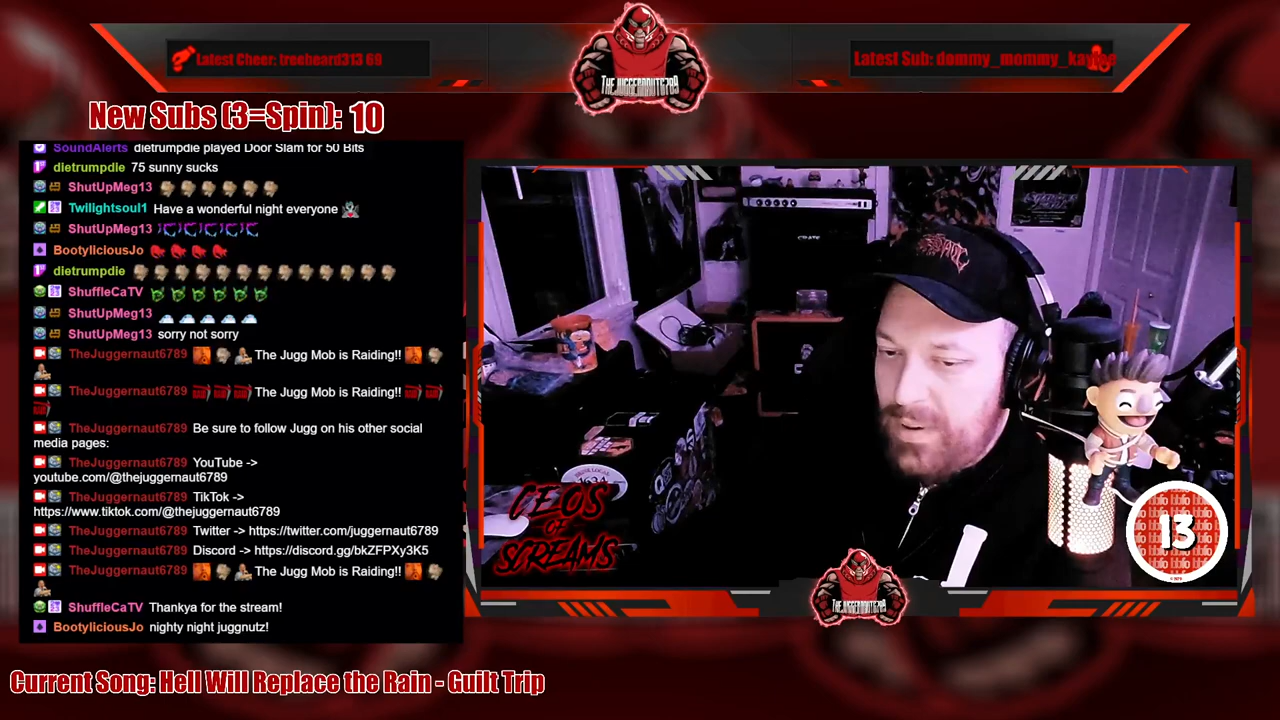 Latest Cheer: treebeard313 69
THEJUGGERNAUT6789
Latest Sub: dommy_mommy_kaylee
New Subs (3=Spin): 10
SoundAlerts dietrumpdie played Door Slam for 50 Bits
dietrumpdie 75 sunny sucks
ShutUpMeg13
Twilightsoul1 Have a wonderful night everyone
ShutUpMeg13
BootyliciousJo
dietrumpdie
ShuffleCaTV
ShutUpMeg13
ShutUpMeg13 sorry not sorry
TheJuggernaut6789 The Jugg Mob is Raiding!!
TheJuggernaut6789 The Jugg Mob is Raiding!!
TheJuggernaut6789 Be sure to follow Jugg on his other social
media pages:
TheJuggernaut6789 YouTube ->
youtube.com/@thejuggernaut6789
TheJuggernaut6789 TikTok ->
https://www.tiktok.com/@thejuggernaut6789
TheJuggernaut6789 Twitter -> https://twitter.com/juggernaut6789
TheJuggernaut6789 Discord -> https://discord.gg/bkZFPXy3K5
TheJuggernaut6789 The Jugg Mob is Raiding!!
ShuffleCaTV Thankya for the stream!
BootyliciousJo nighty night juggnutz!
CRATE
CEOS
OF
SCREAMS
13
THEJUGGERNAUT6789
Current Song: Hell Will Replace the Rain - Guilt Trip